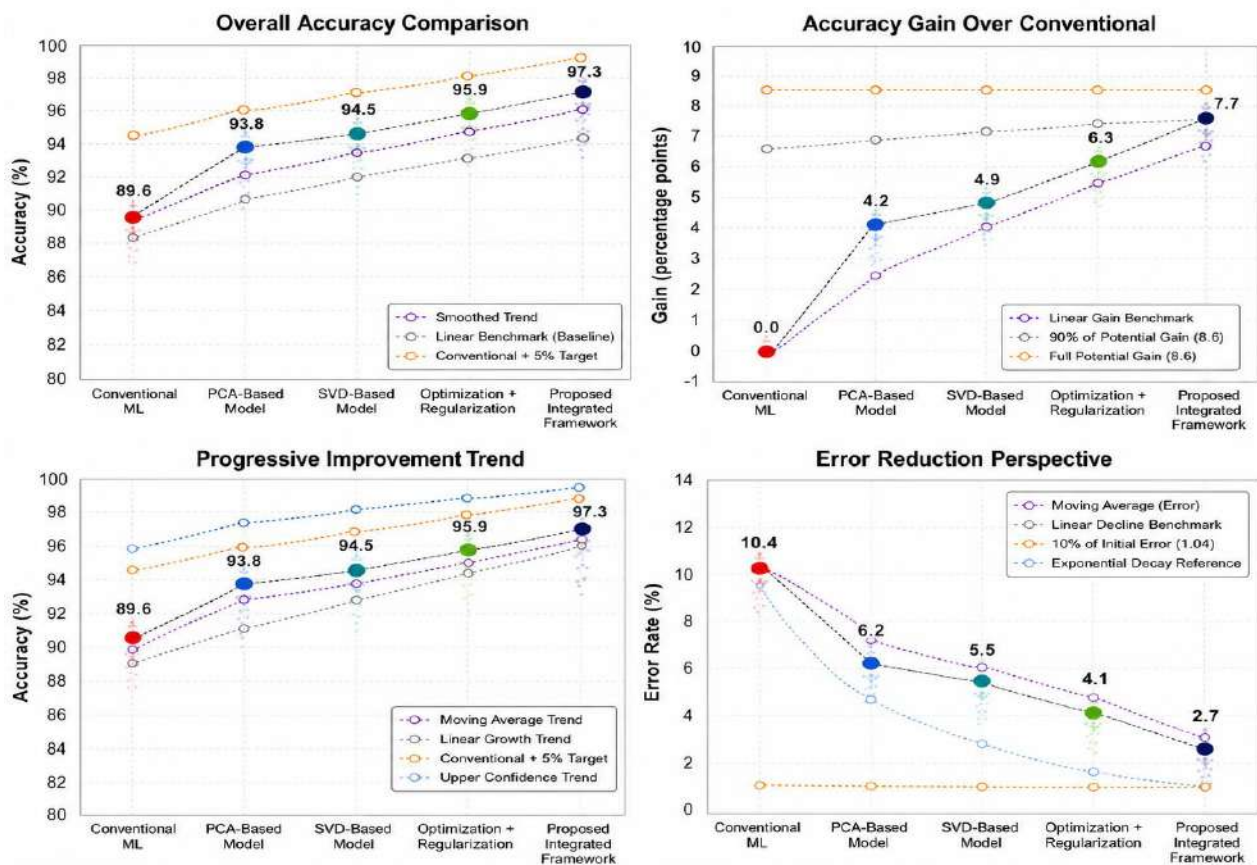 Overall Accuracy Comparison
Accuracy (%)
100
98
96
94
92
90
88
86
84
82
80
89.6
93.8
94.5
95.9
97.3
Smoothed Trend
Linear Benchmark (Baseline)
Conventional + 5% Target
Conventional
ML
PCA-Based
Model
SVD-Based
Model
Optimization +
Regularization
Proposed
Integrated
Framework
Accuracy Gain Over Conventional
Gain (percentage points)
10
9
8
7
6
5
4
3
2
1
0
-1
0.0
4.2
4.9
6.3
7.7
Linear Gain Benchmark
90% of Potential Gain (8.6)
Full Potential Gain (8.6)
Conventional
ML
PCA-Based
Model
SVD-Based
Model
Optimization +
Regularization
Proposed
Integrated
Framework
Progressive Improvement Trend
Accuracy (%)
100
98
96
94
92
90
88
86
84
82
80
89.6
93.8
94.5
95.9
97.3
Moving Average Trend
Linear Growth Trend
Conventional + 5% Target
Upper Confidence Trend
Conventional
ML
PCA-Based
Model
SVD-Based
Model
Optimization +
Regularization
Proposed
Integrated
Framework
Error Reduction Perspective
Error Rate (%)
14
12
10
8
6
4
2
0
10.4
6.2
5.5
4.1
2.7
Moving Average (Error)
Linear Decline Benchmark
10% of Initial Error (1.04)
Exponential Decay Reference
Conventional
ML
PCA-Based
Model
SVD-Based
Model
Optimization +
Regularization
Proposed
Integrated
Framework